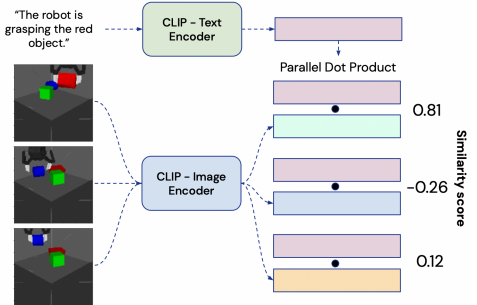 "The robot is
grasping the red
object."
CLIP - Text
Encoder
Parallel Dot Product
CLIP - Image
Encoder
0.81
-0.26
0.12
Similarity score